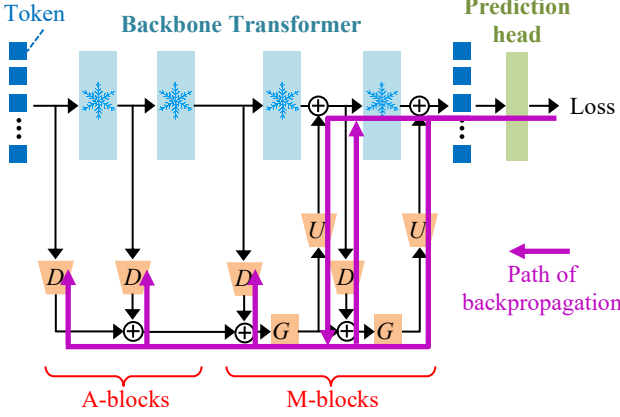 Token
Backbone Transformer
Prediction
head
Loss
U
U
D
D
D
D
G
G
Path of
backpropagation
A-blocks
M-blocks